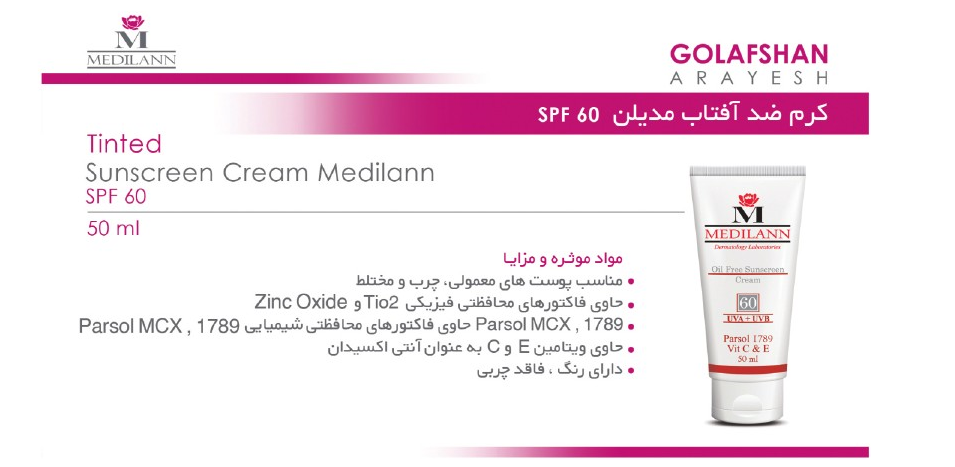 M
MEDILANN
GOLAFSHAN
ARAYESH
کرم ضد آفتاب مدیلن SPF 60
Tinted
Sunscreen Cream Medilann
SPF 60
50 ml
مواد موثره و مزایا
• مناسب پوست های معمولی، چرب و مختلط
• حاوی فاکتورهای محافظتی فیزیکی Tio2 و Zinc Oxide
• Parsol MCX , 1789 حاوی فاکتورهای محافظتی شیمیایی Parsol MCX , 1789
• حاوی ویتامین E و C به عنوان آنتی اکسیدان
• دارای رنگ ، فاقد چربی
M
MEDILANN
Dermatology Laboratories
Oil Free Sunscreen
Cream
60
UVA + UVB
Parsol 1789
Vit C & E
50 ml